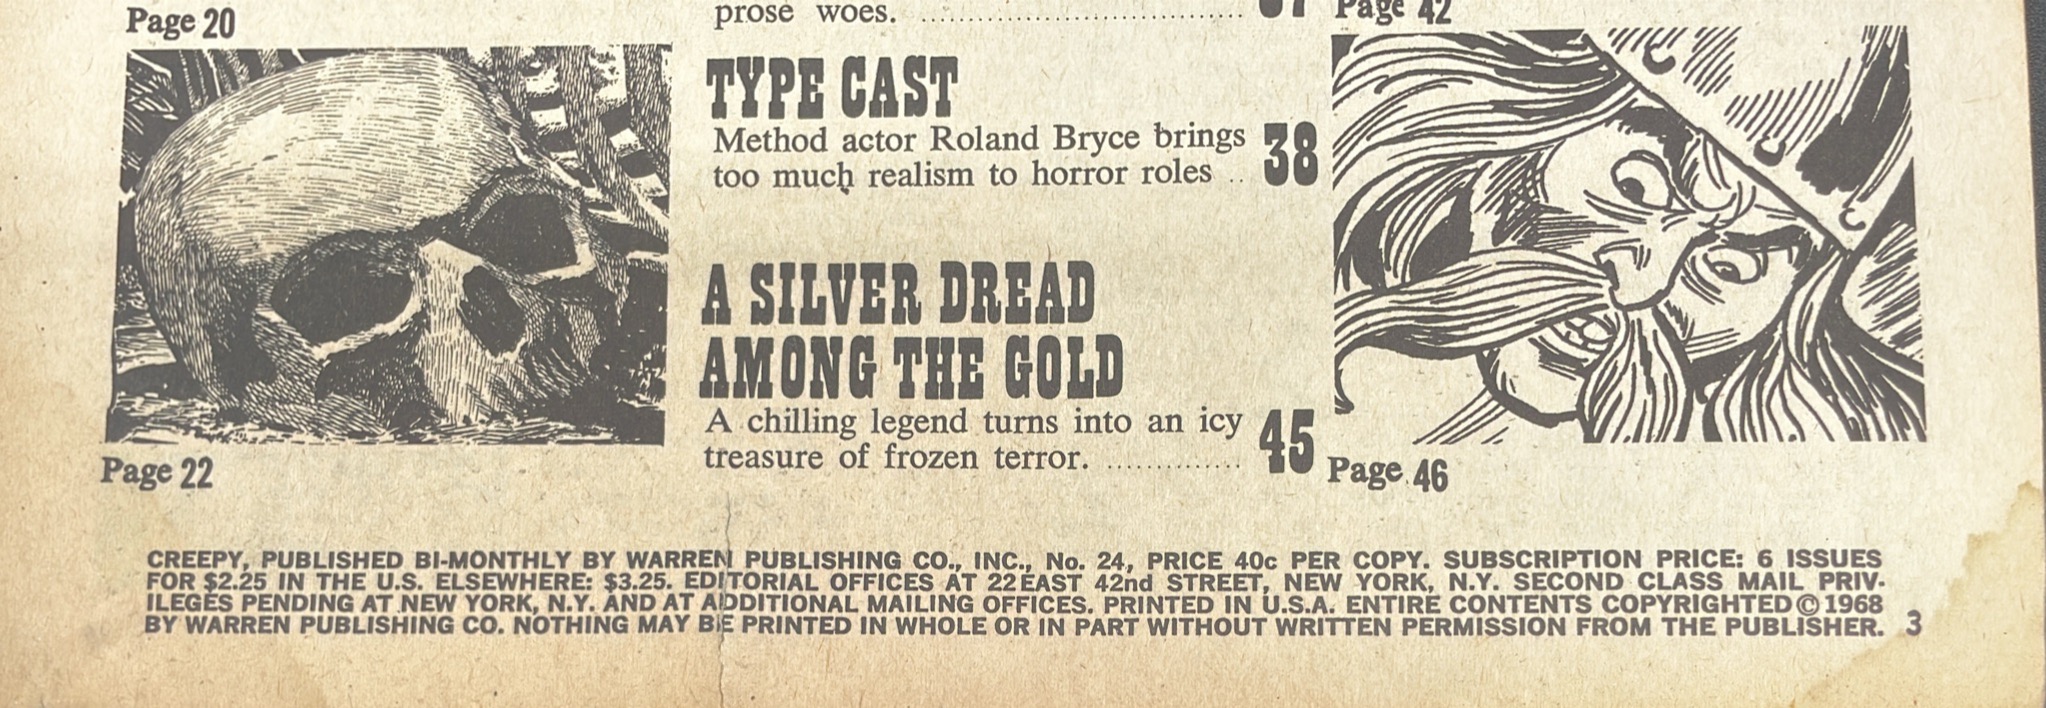 Page 20
Page 22
prose woes. ................................
TYPE CAST
Method actor Roland Bryce brings
too much realism to horror roles .. 38
A SILVER DREAD
AMONG THE GOLD
A chilling legend turns into an icy
treasure of frozen terror. .............. 45
Page 42
Page 46
CREEPY, PUBLISHED BI-MONTHLY BY WARREN PUBLISHING CO., INC., No. 24, PRICE 40c PER COPY. SUBSCRIPTION PRICE: 6 ISSUES
FOR $2.25 IN THE U.S. ELSEWHERE: $3.25. EDITORIAL OFFICES AT 22 EAST 42nd STREET, NEW YORK, N.Y. SECOND CLASS MAIL PRIV-
ILEGES PENDING AT NEW YORK, N.Y. AND AT ADDITIONAL MAILING OFFICES. PRINTED IN U.S.A. ENTIRE CONTENTS COPYRIGHTED © 1968
BY WARREN PUBLISHING CO. NOTHING MAY BE PRINTED IN WHOLE OR IN PART WITHOUT WRITTEN PERMISSION FROM THE PUBLISHER. 3